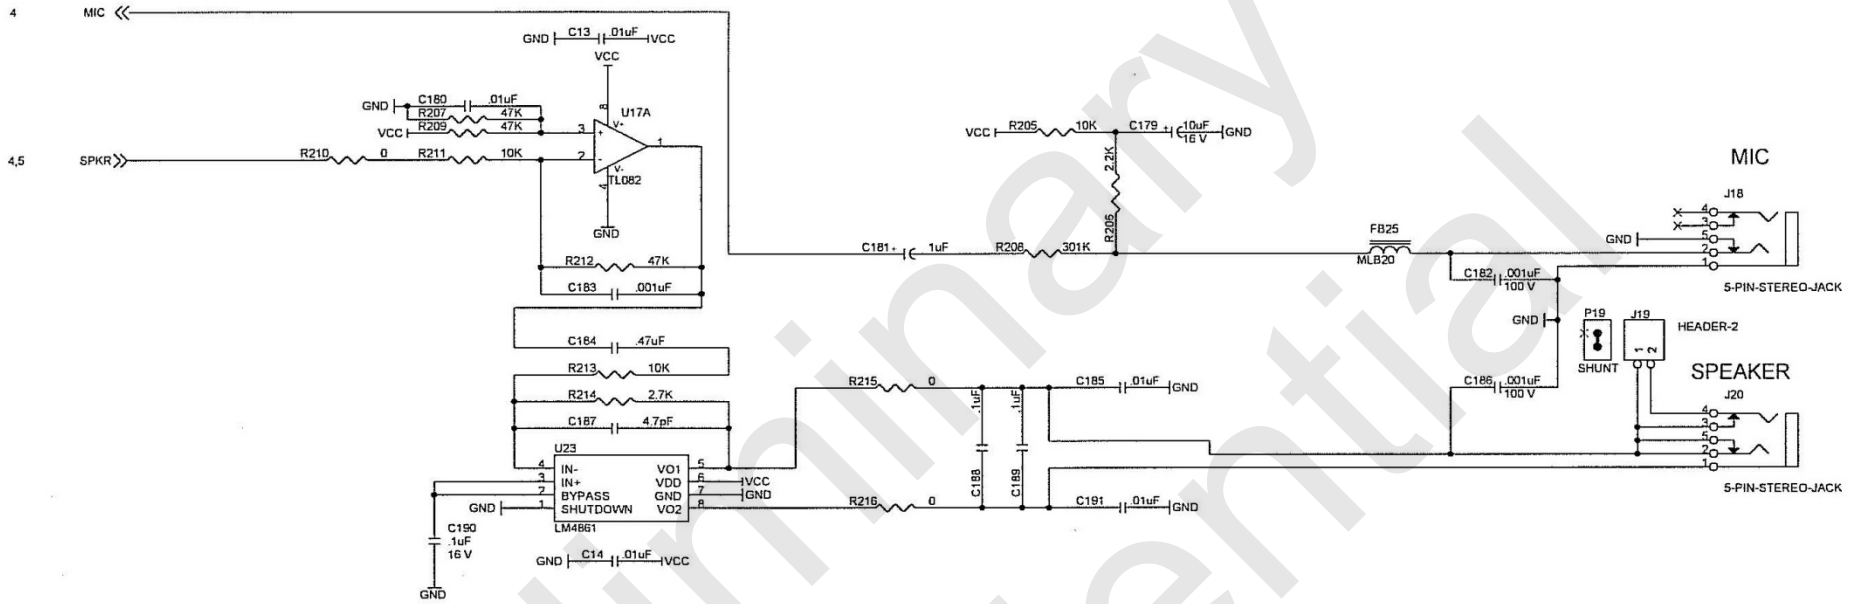 4 MIC
C13 .01uF
GND VCC
VCC
C180 .01uF
GND
R207 47K
VCC R209 47K
8
U17A
V+
3 +
1
2 -
V-
TL082
4
GND
4,5 SPKR
R210 0 R211 10K
R212 47K
C183 .001uF
VCC R205 10K C179 + 10uF GND
16 V
2.2K
R206
C181 + 1uF R208 301K
FB25
MLB20
MIC
J18
4
3
GND 5
2
1
C182 .001uF
100 V
5-PIN-STEREO-JACK
GND
P19
SHUNT
J19
1 2
HEADER-2
SPEAKER
C186 .001uF
100 V
J20
4
3
5
2
1
5-PIN-STEREO-JACK
C184 .47uF
R213 10K
R214 2.7K
C187 4.7pF
U23
4 IN- VO1 5
3 IN+ VDD 6 VCC
2 BYPASS GND 7 GND
GND 1 SHUTDOWN VO2 8
LM4861
C190
.1uF
16 V
GND
GND C14 .01uF VCC
R215 0
.1uF .1uF
C188 C189
C185 .01uF GND
R216 0
C191 .01uF GND